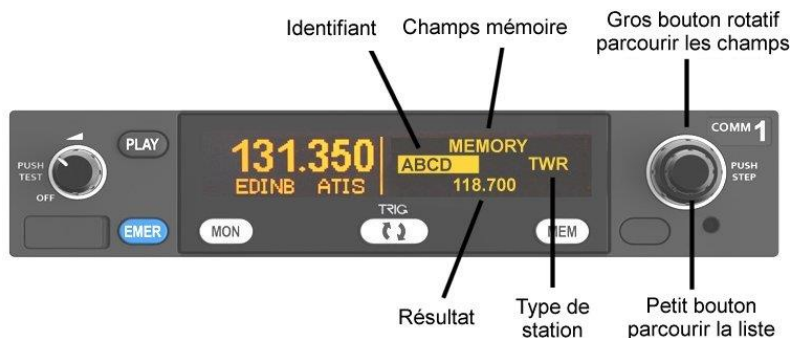 Identifiant
Champs mémoire
Gros bouton rotatif
parcourir les champs
PUSH
TEST
OFF
PLAY
131.350
EDINB ATIS
MEMORY
ABCD
TWR
118.700
COMM 1
PUSH
STEP
EMER
MON
TRIG
MEM
Résultat
Type de
station
Petit bouton
parcourir la liste